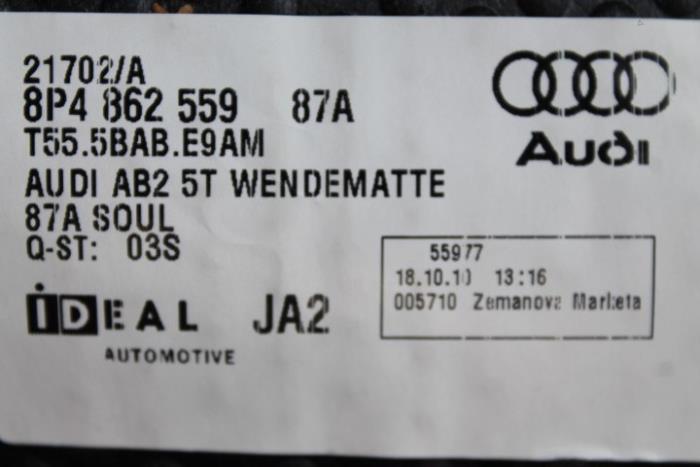 21702/A
8P4 862 559 87A
T55.5BAB.E9AM
AUDI AB2 5T WENDEMATTE
87A SOUL
Q-ST: 03S
Audi
55977
18.10.10 13:16
005710 Zemanova Marketa
iDEAL JA2
AUTOMOTIVE